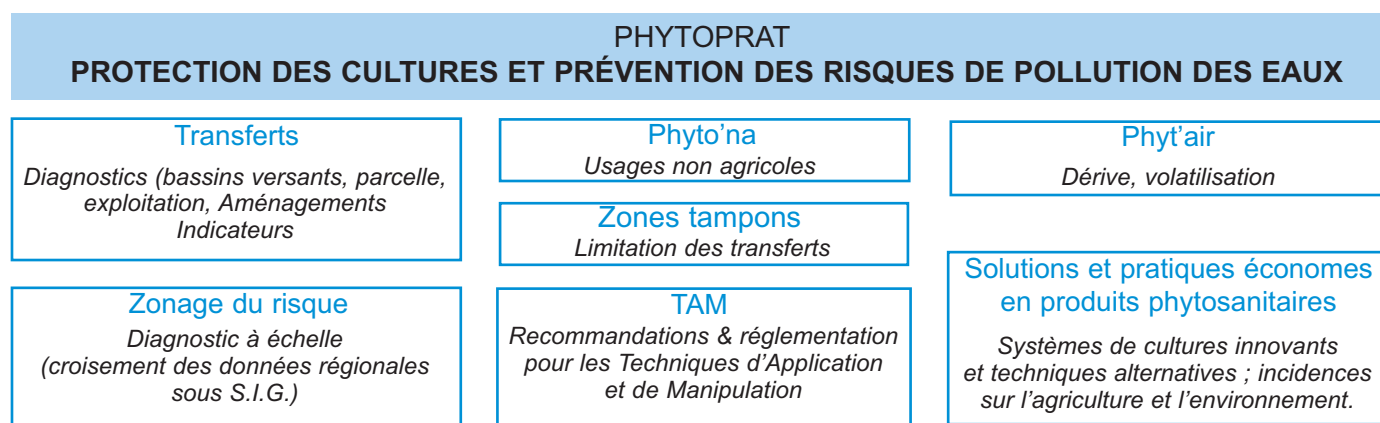 PHYTOPRAT
PROTECTION DES CULTURES ET PRÉVENTION DES RISQUES DE POLLUTION DES EAUX
Transferts
Diagnostics (bassins versants, parcelle,
exploitation, Aménagements
Indicateurs
Zonage du risque
Diagnostic à échelle
(croisement des données régionales
sous S.I.G.)
Phyto’na
Usages non agricoles
Zones tampons
Limitation des transferts
TAM
Recommandations & réglementation
pour les Techniques d’Application
et de Manipulation
Phyt’air
Dérive, volatilisation
Solutions et pratiques économes
en produits phytosanitaires
Systèmes de cultures innovants
et techniques alternatives ; incidences
sur l’agriculture et l’environnement.